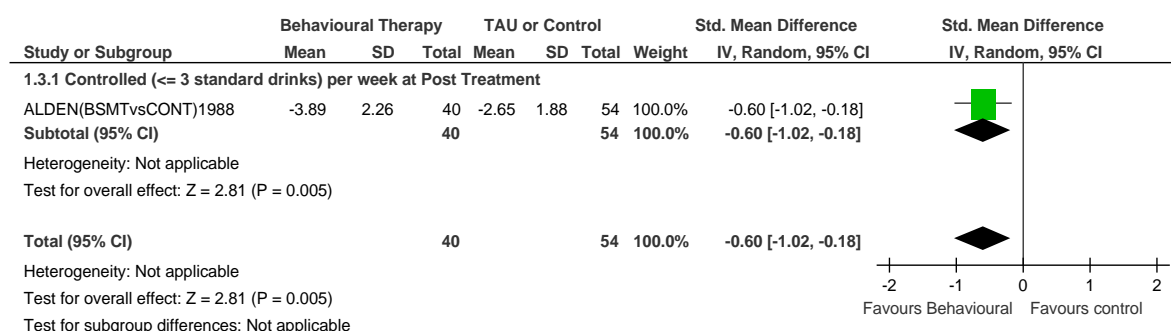 Behavioural Therapy TAU or Control Std. Mean Difference Std. Mean Difference
Study or Subgroup Mean SD Total Mean SD Total Weight IV, Random, 95% CI IV, Random, 95% CI
1.3.1 Controlled (<= 3 standard drinks) per week at Post Treatment
ALDEN(BSMTvsCONT)1988 -3.89 2.26 40 -2.65 1.88 54 100.0% -0.60 [-1.02, -0.18]
Subtotal (95% CI) 40 54 100.0% -0.60 [-1.02, -0.18]
Heterogeneity: Not applicable
Test for overall effect: Z = 2.81 (P = 0.005)
Total (95% CI) 40 54 100.0% -0.60 [-1.02, -0.18]
Heterogeneity: Not applicable
Test for overall effect: Z = 2.81 (P = 0.005)
Test for subgroup differences: Not applicable
-2 -1 0 1 2
Favours Behavioural Favours control